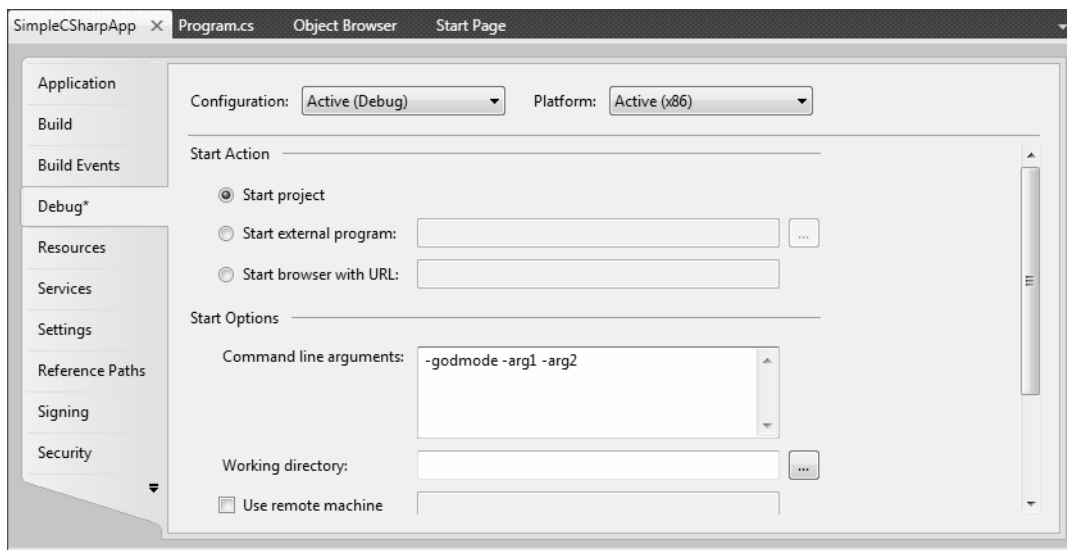 SimpleCSharpApp Program.cs Object Browser Start Page
Application
Build
Build Events
Debug*
Resources
Services
Settings
Reference Paths
Signing
Security
Configuration: Active (Debug) Platform: Active (x86)
Start Action
Start project
Start external program: ...
Start browser with URL:
Start Options
Command line arguments: -godmode -arg1 -arg2
Working directory: ...
Use remote machine